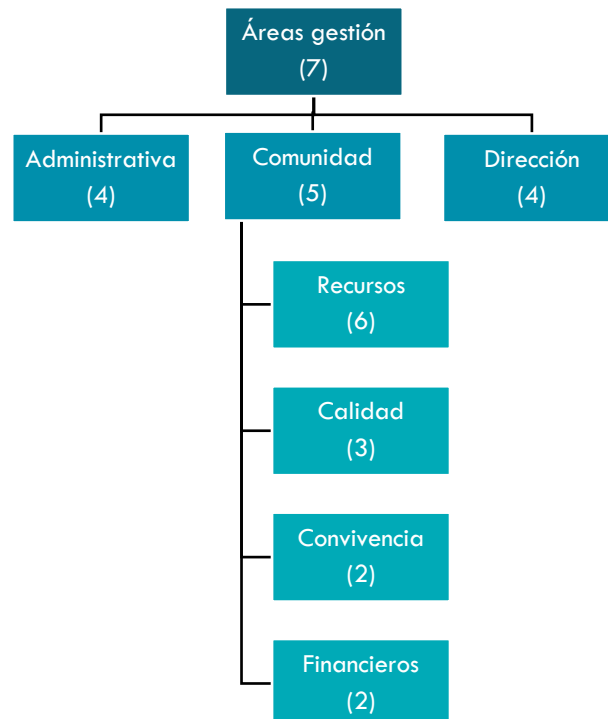 Áreas gestión
(7)
Administrativa
(4)
Comunidad
(5)
Dirección
(4)
Recursos
(6)
Calidad
(3)
Convivencia
(2)
Financieros
(2)